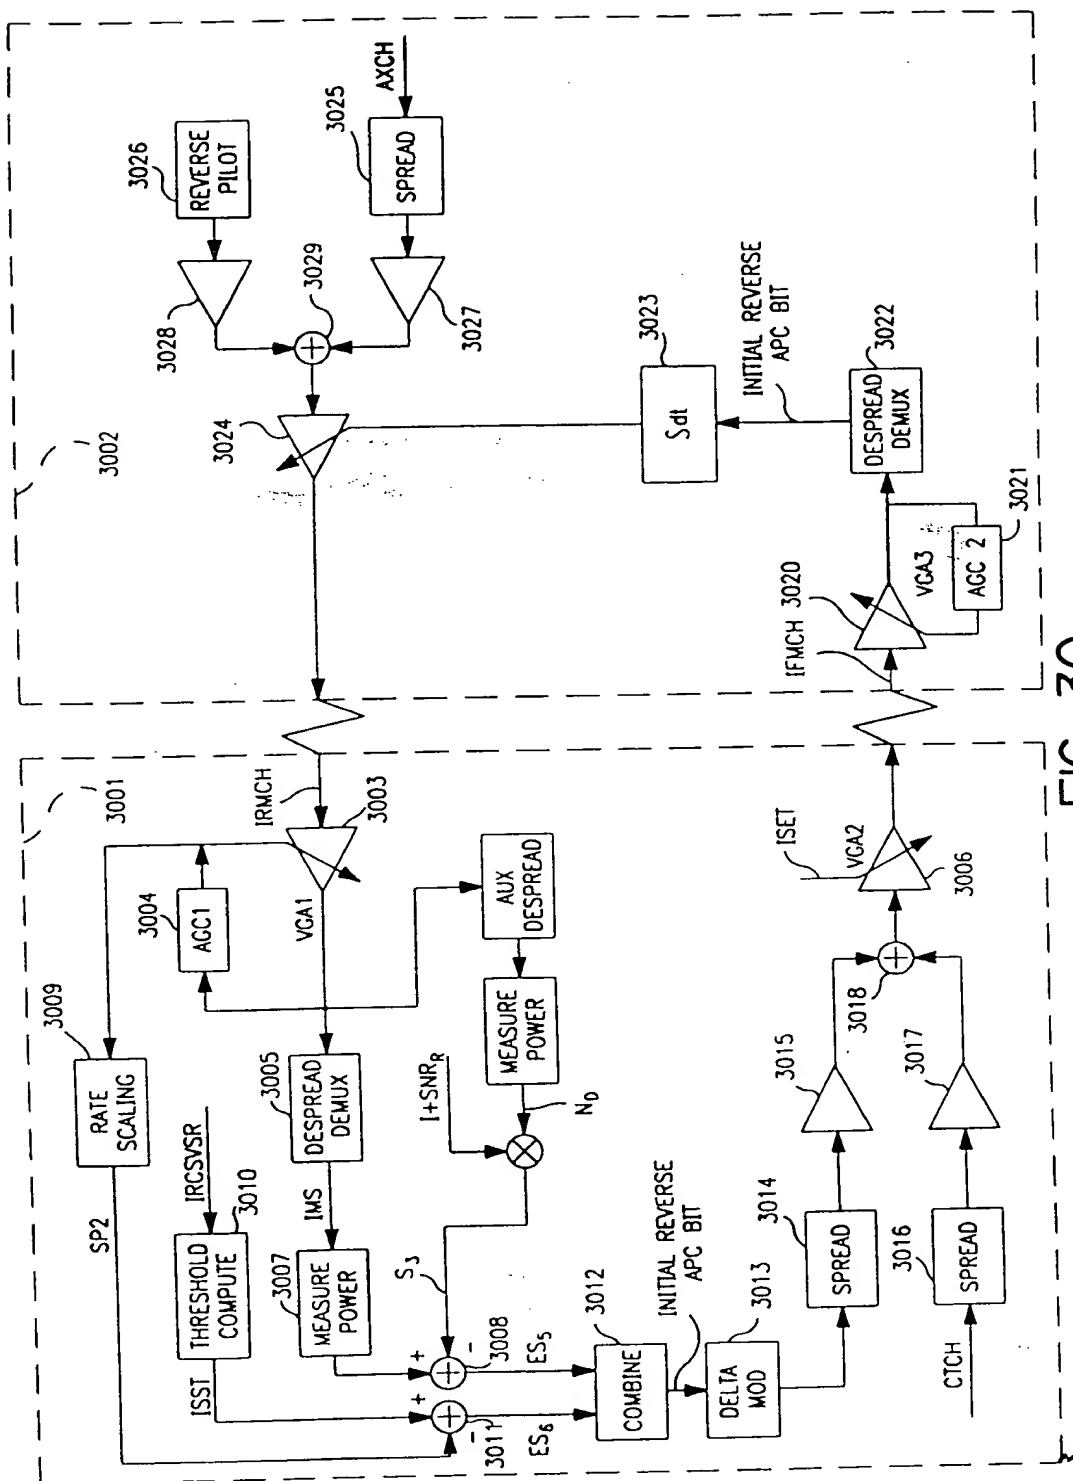 3002
3026
REVERSE
PILOT
3028
3029
AXCH
3025
SPREAD
3027
3024
3023
Sdt
INITIAL REVERSE
APC BIT
3022
DESPREAD
DEMUX
VGA3
3021
AGC 2
IFMCH
3020
3001
IRMCH
3003
3004
AGC1
VGA1
AUX
DESPREAD
3009
RATE
SCALING
SP2
IRCSVSR
3010
THRESHOLD
COMPUTE
ISST
3005
DESPREAD
DEMUX
IMS
3007
MEASURE
POWER
MEASURE
POWER
I+SNRR
ND
S3
+
-
3008
+
-
3011
ES5
ES6
3012
COMBINE
INITIAL REVERSE
APC BIT
3013
DELTA
MOD
3014
SPREAD
3015
3016
SPREAD
CTCH
3017
3018
ISET
VGA2
3006
FIG. 30